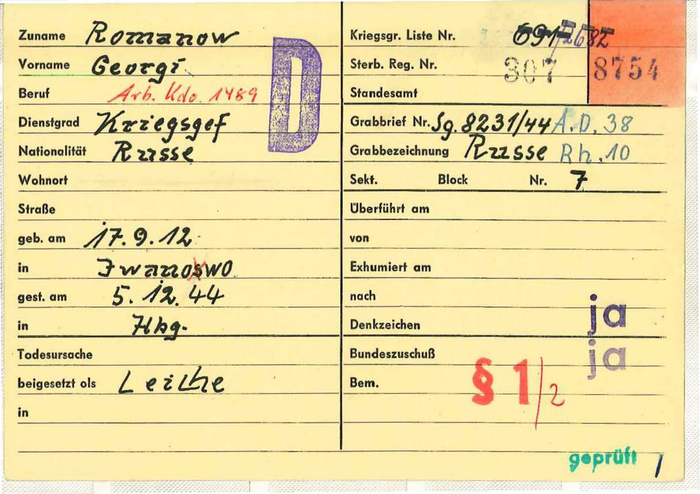 Zuname Romanow
Vorname Georgi
Beruf Arb. Kdo. 1489
Dienstgrad Kriegsgef
Nationalität Russe
Wohnort
Straße
geb. am 17.9.12
in Iwanoswo
gest. am 5.12.44
in Hbg.
Todesursache
beigesetzt als Leiche
in
D
Kriegsgr. Liste Nr. 691/2682
Sterb. Reg. Nr. 307 8754
Standesamt
Grabbrief Nr. Sg. 8231/44 A.D. 38
Grabbezeichnung Russe Rh. 10
Sekt. Block Nr. 7
Überführt am
von
Exhumiert am
nach
Denkzeichen ja
Bundeszuschuß ja
Bem. § 1/2
geprüft